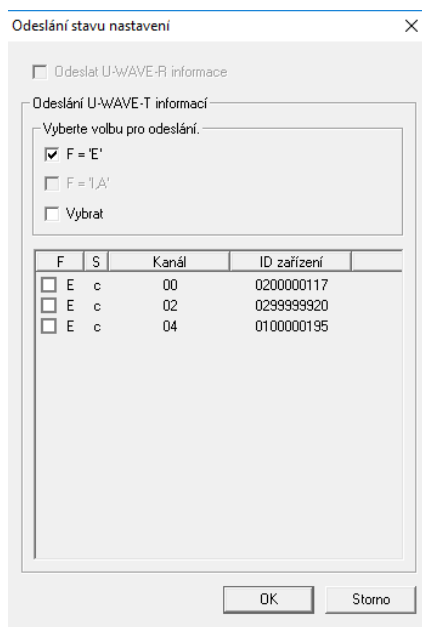 Odeslání stavu nastavení
Odeslat U-WAVE-R informace
Odeslání U-WAVE-T informací
Vyberte volbu pro odeslání.
F = 'E'
F = 'I,A'
Vybrat
F S Kanál ID zařízení
E c 00 0200000117
E c 02 0299999920
E c 04 0100000195
OK Storno